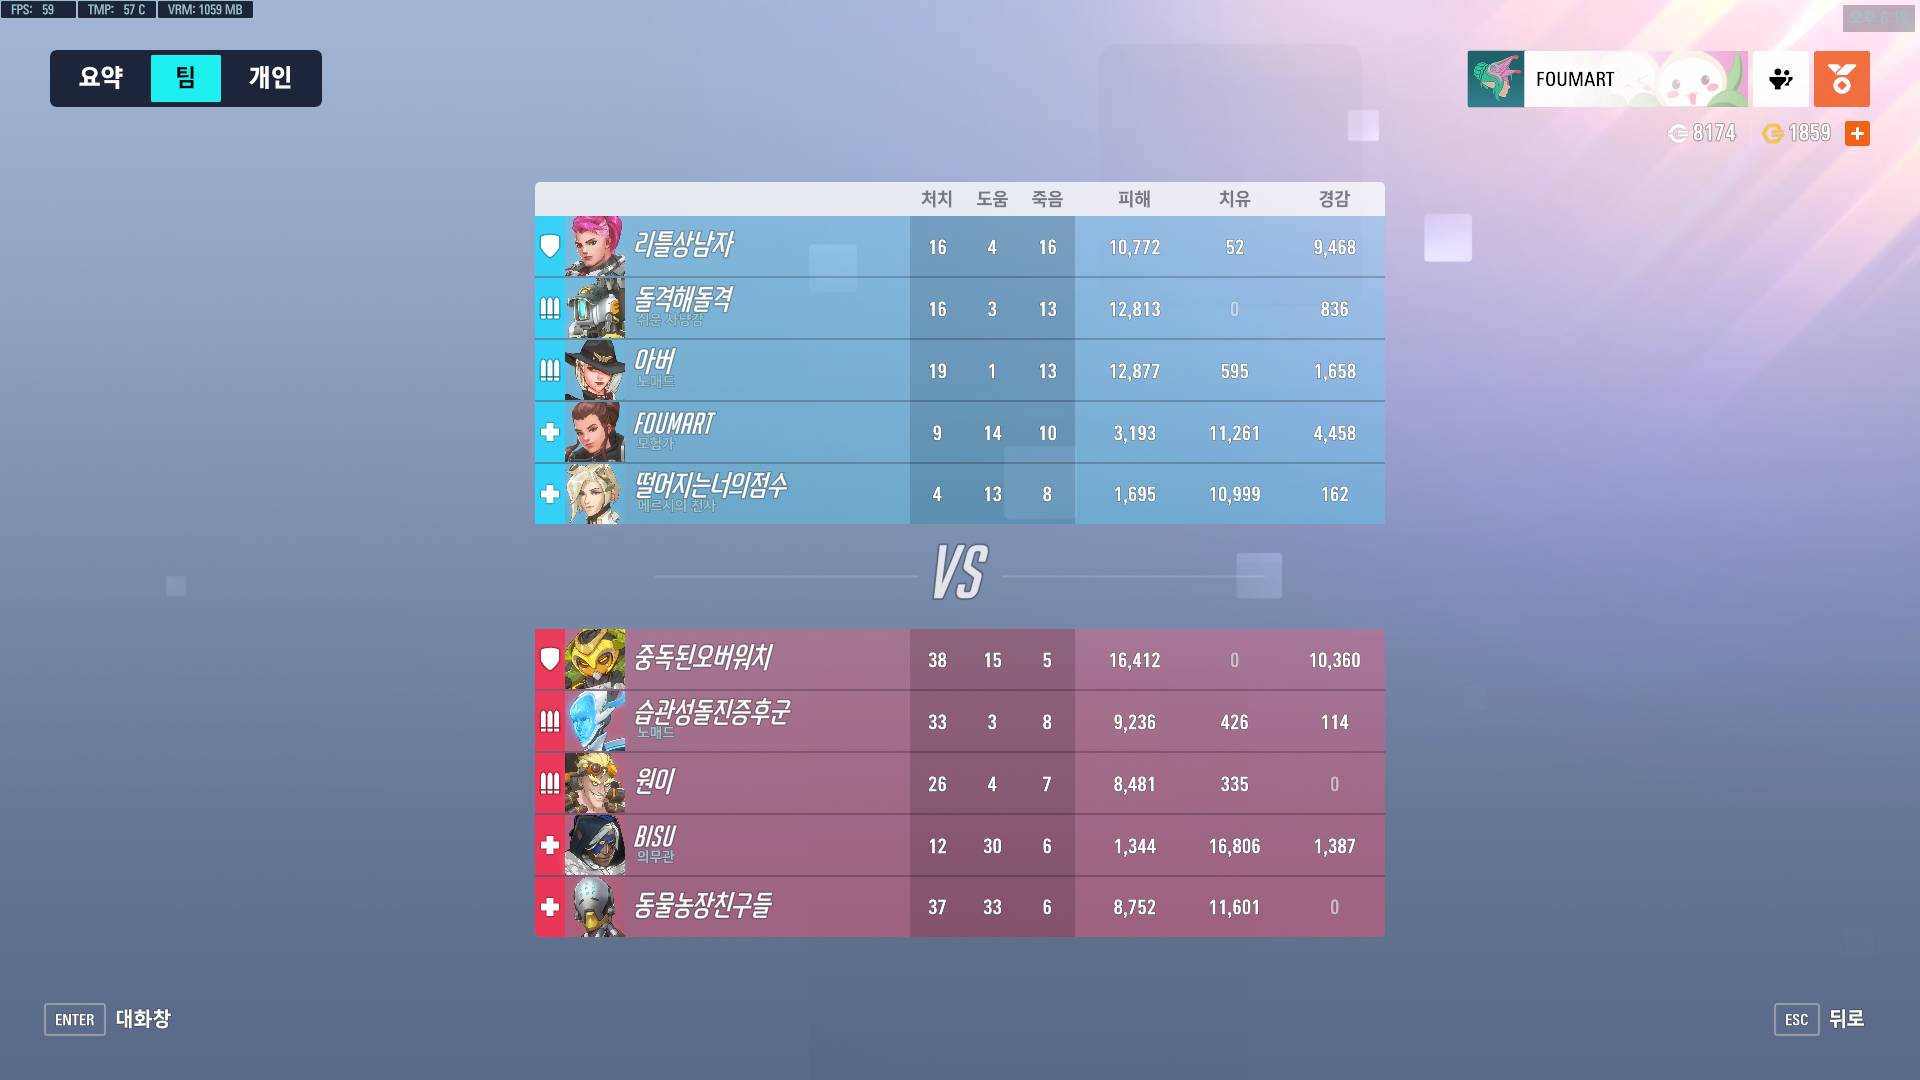 FPS: 59 TMP: 57 C VRM: 1059 MB
오후 6:18
요약 팀 개인
FOUMART
8174 1859 +
처치 도움 죽음 피해 치유 경감
리틀상남자 16 4 16 10,772 52 9,468
돌격해돌격 16 3 13 12,813 0 836
쉬운 사냥감
아버 19 1 13 12,877 595 1,658
노매드
FOUMART 9 14 10 3,193 11,261 4,458
모험가
떨어지는너의점수 4 13 8 1,695 10,999 162
메르시의 천사
VS
중독된오버워치 38 15 5 16,412 0 10,360
습관성돌진증후군 33 3 8 9,236 426 114
노매드
원이 26 4 7 8,481 335 0
BISU 12 30 6 1,344 16,806 1,387
의무관
동물농장친구들 37 33 6 8,752 11,601 0
ENTER 대화창
ESC 뒤로